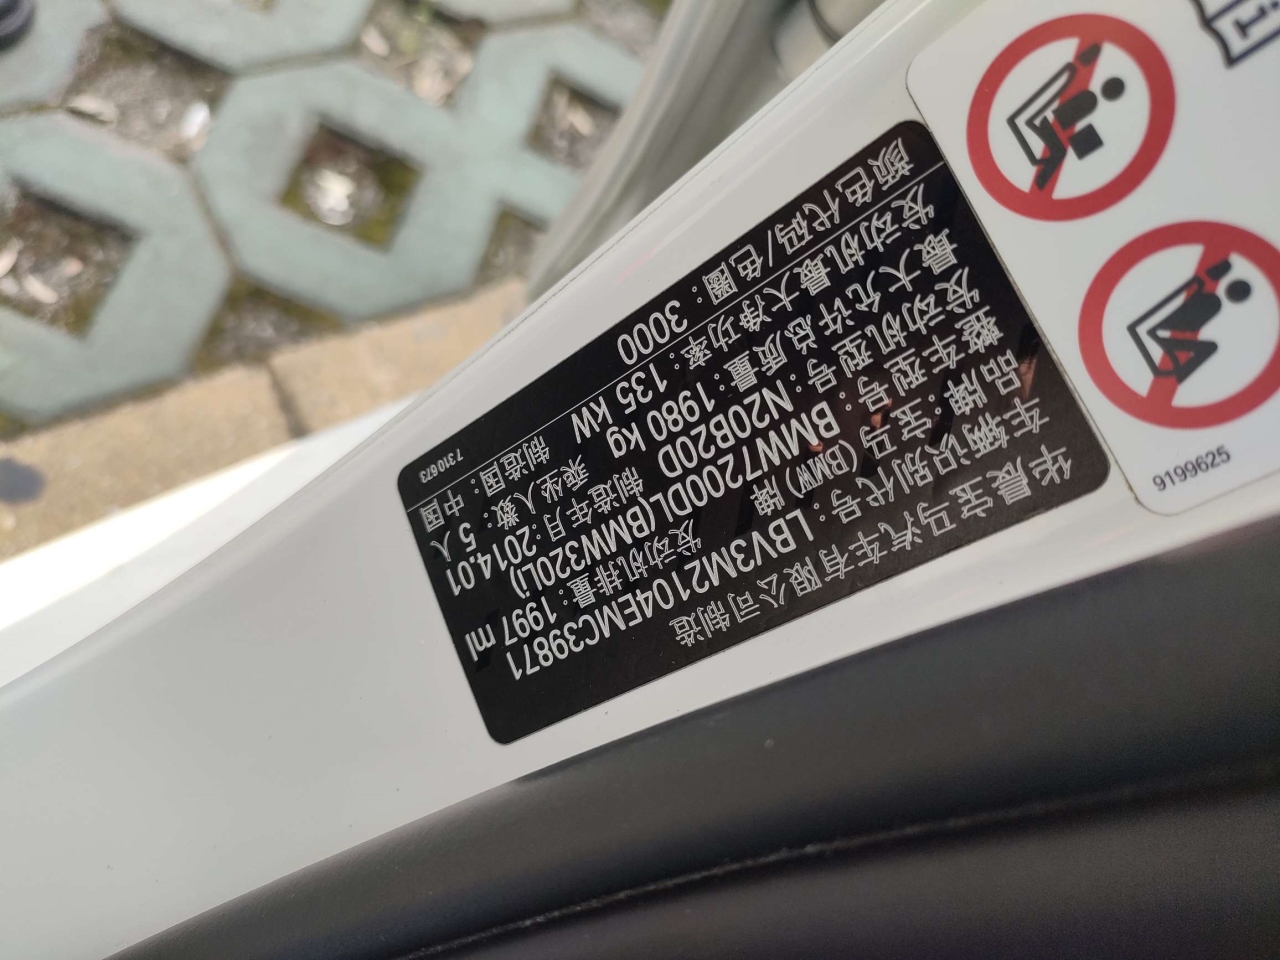 华晨宝马汽车有限公司制造
车辆识别代号：LBV3M2104EMC39871
品牌：宝马（BMW）牌
整车型号：BMW7200DL(BMW320Li)
发动机型号：N20B20D 发动机排量：1997 ml
最大允许总质量：1980 kg 制造年月：2014.01
发动机最大净功率：135 kW 乘坐人数：5 人
制造国：中国
颜色代码/色圈：3000
7310673
9199625